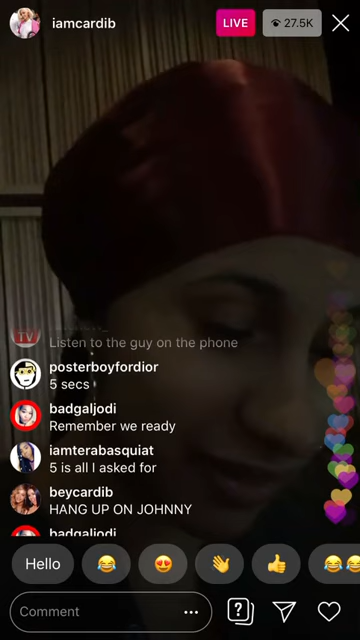 iamcardib
LIVE
27.5K
Listen to the guy on the phone
posterboyfordior
5 secs
badgaljodi
Remember we ready
iamterabasquiat
5 is all I asked for
beycardib
HANG UP ON JOHNNY
badgaljodi
Hello
Comment